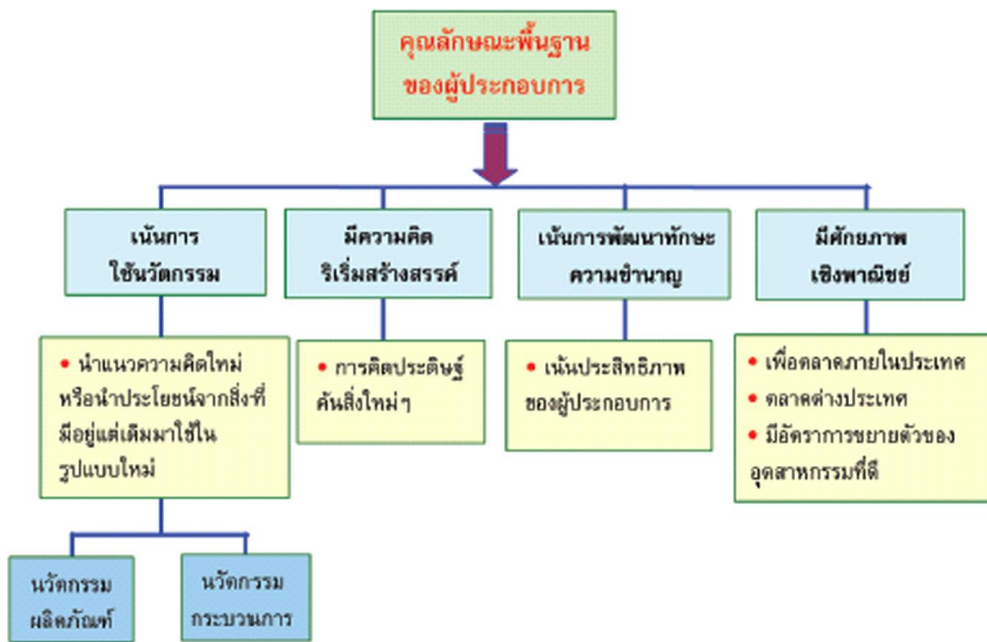 คุณลักษณะพื้นฐาน
ของผู้ประกอบการ
เน้นการ
ใช้นวัตกรรม
มีความคิด
ริเริ่มสร้างสรรค์
เน้นการพัฒนาทักษะ
ความชำนาญ
มีศักยภาพ
เชิงพาณิชย์
• นำแนวความคิดใหม่
หรือนำประโยชน์จากสิ่งที่
มีอยู่แต่เดิมมาใช้ใน
รูปแบบใหม่
• การคิดประดิษฐ์
ค้นสิ่งใหม่ๆ
• เน้นประสิทธิภาพ
ของผู้ประกอบการ
• เพื่อตลาดภายในประเทศ
• ตลาดต่างประเทศ
• มีอัตราการขยายตัวของ
อุตสาหกรรมที่ดี
นวัตกรรม
ผลิตภัณฑ์
นวัตกรรม
กระบวนการ